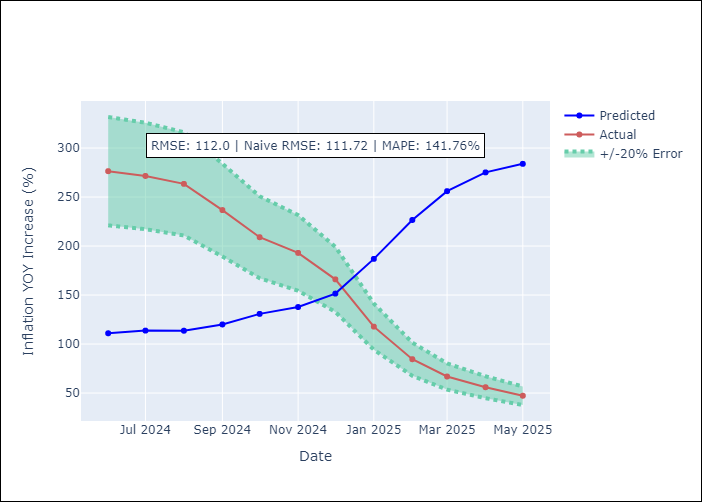 RMSE: 112.0 | Naive RMSE: 111.72 | MAPE: 141.76%
Predicted
Actual
+/-20% Error
Inflation YOY Increase (%)
300
250
200
150
100
50
Jul 2024
Sep 2024
Nov 2024
Jan 2025
Mar 2025
May 2025
Date